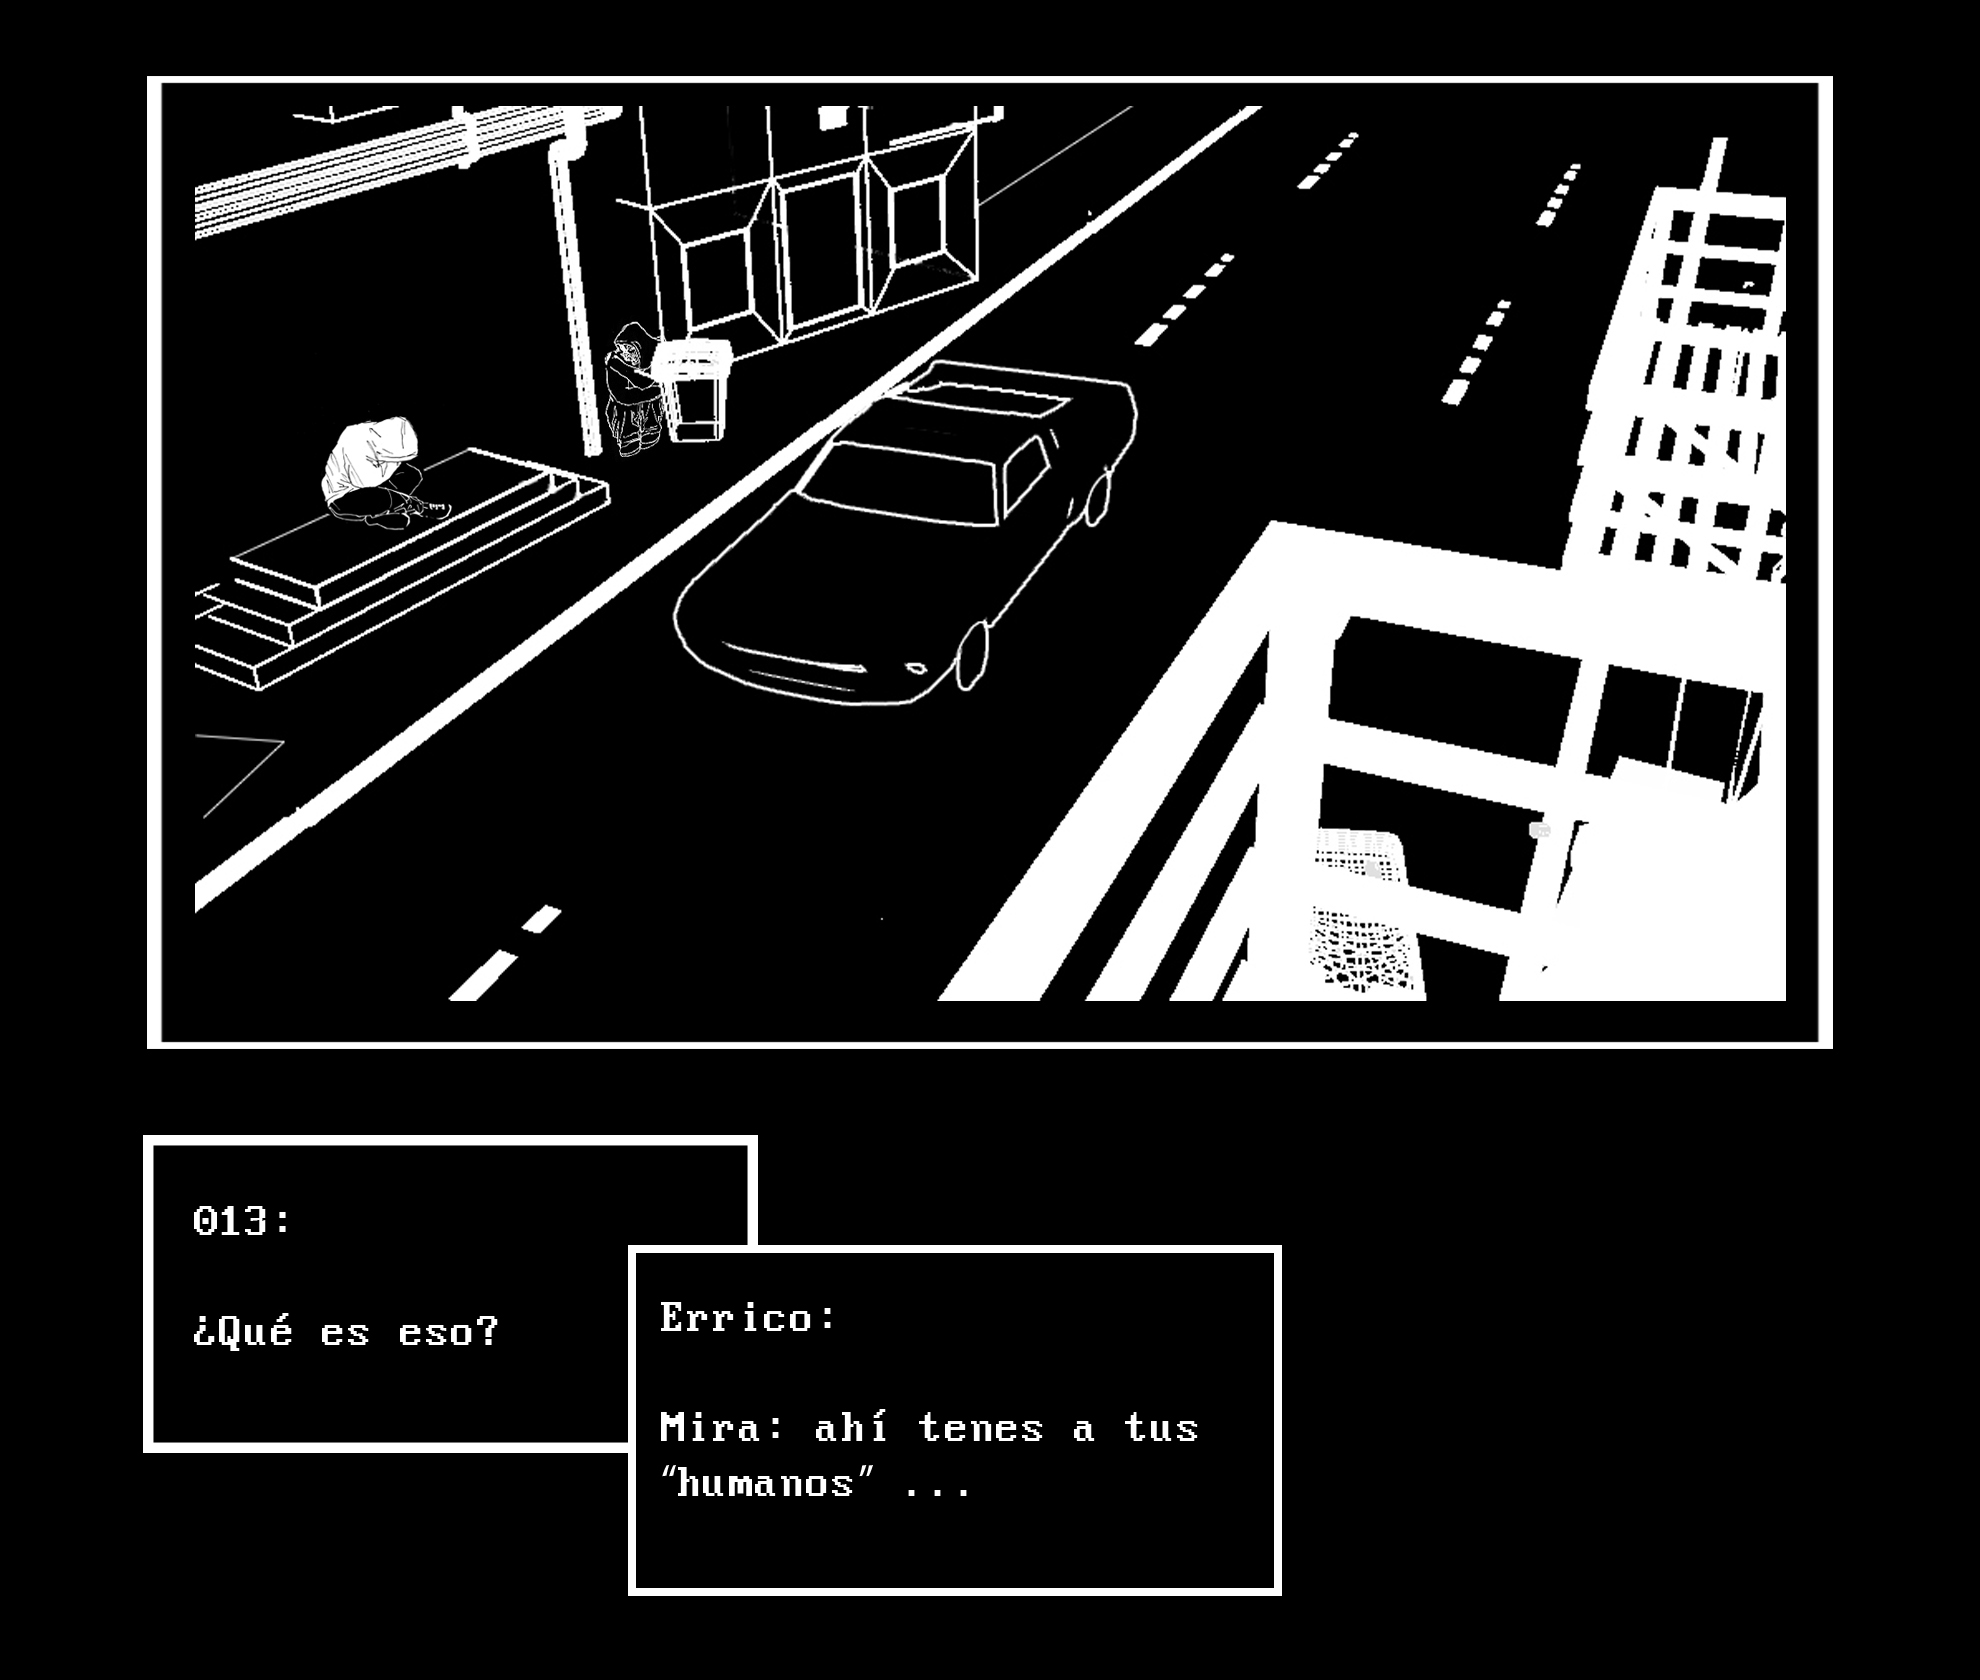 013:
¿Qué es eso?
Errico:
Mira: ahí tenes a tus
“humanos” ...